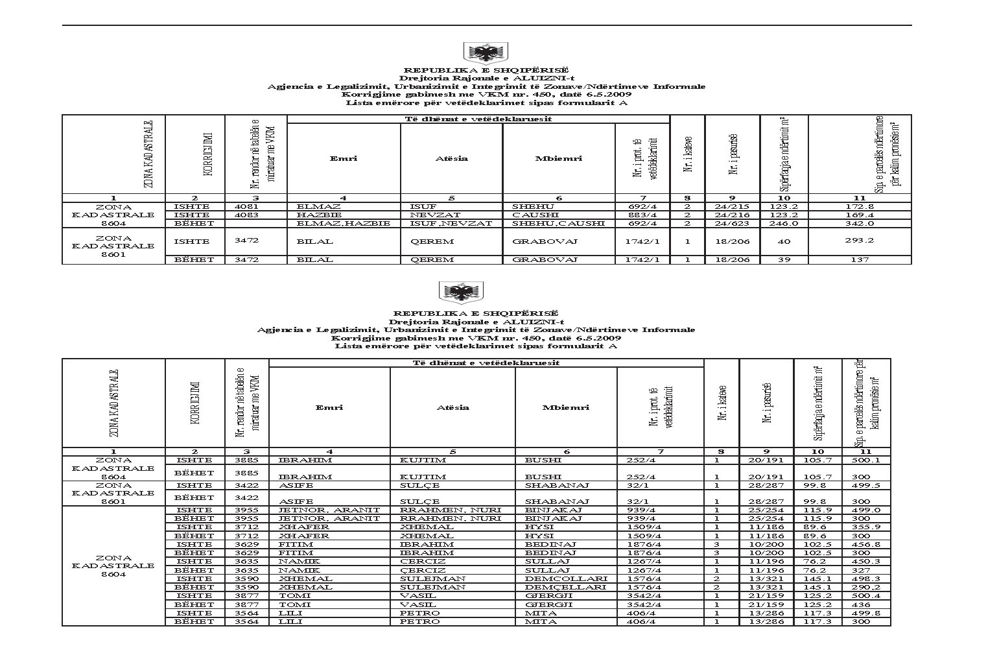 REPUBLIKA E SHQIPËRISË
Drejtoria Rajonale e ALUIZNI-t
Agjencia e Legalizimit, Urbanizimit e Integrimit të Zonave/Ndërtimeve Informale
Korrigjime gabimesh me VKM nr. 450, datë 6.5.2009
Lista emërore për vetëdeklarimet sipas formularit A
ZONA KADASTRALE KORRIGJIMI Nr. rendor në tabelën e miratuar me VKM Të dhënat e vetëdeklaruesit Emri Atësia Mbiemri Nr. i prot. të vetëdeklarimit Nr. i kateve Nr. i pasurisë Sipërfaqja e ndërtimit m² Sip. e parcelës ndërtimore për kalim pronësie m²
1 2 3 4 5 6 7 8 9 10 11
ZONA KADASTRALE 8604 ISHTE 4081 ELMAZ ISUF SHEHU 692/4 2 24/215 123.2 172.8
ISHTE 4083 HAZBIE NEVZAT CAUSHI 883/4 2 24/216 123.2 169.4
BËHET ELMAZ,HAZBIE ISUF,NEVZAT SHEHU,CAUSHI 692/4 2 24/623 246.0 342.0
ZONA KADASTRALE 8601 ISHTE 3472 BILAL QEREM GRABOVAJ 1742/1 1 18/206 40 293.2
BËHET 3472 BILAL QEREM GRABOVAJ 1742/1 1 18/206 39 137
REPUBLIKA E SHQIPËRISË
Drejtoria Rajonale e ALUIZNI-t
Agjencia e Legalizimit, Urbanizimit e Integrimit të Zonave/Ndërtimeve Informale
Korrigjime gabimesh me VKM nr. 450, datë 6.5.2009
Lista emërore për vetëdeklarimet sipas formularit A
ZONA KADASTRALE KORRIGJIMI Nr. rendor në tabelën e miratuar me VKM Të dhënat e vetëdeklaruesit Emri Atësia Mbiemri Nr. i prot. të vetëdeklarimit Nr. i kateve Nr. i pasurisë Sipërfaqja e ndërtimit m² Sip. e parcelës ndërtimore për kalim pronësie m²
1 2 3 4 5 6 7 8 9 10 11
ZONA KADASTRALE 8604 ISHTE 3885 IBRAHIM KUJTIM BUSHI 252/4 1 20/191 105.7 500.1
BËHET 3885 IBRAHIM KUJTIM BUSHI 252/4 1 20/191 105.7 300
ZONA KADASTRALE 8601 ISHTE 3422 ASIFE SULÇE SHABANAJ 32/1 1 28/287 99.8 499.5
BËHET 3422 ASIFE SULÇE SHABANAJ 32/1 1 28/287 99.8 300
ZONA KADASTRALE 8604 ISHTE 3955 JETNOR, ARANIT RRAHMEN, NURI BINJAKAJ 939/4 1 25/254 115.9 499.0
BËHET 3955 JETNOR, ARANIT RRAHMEN, NURI BINJAKAJ 939/4 1 25/254 115.9 300
ISHTE 3712 XHAFER XHEMAL HYSI 1509/4 1 11/186 89.6 355.9
BËHET 3712 XHAFER XHEMAL HYSI 1509/4 1 11/186 89.6 300
ISHTE 3629 FITIM IBRAHIM BEDINAJ 1876/4 3 10/200 102.5 456.8
BËHET 3629 FITIM IBRAHIM BEDINAJ 1876/4 3 10/200 102.5 300
ISHTE 3635 NAMIK CERCIZ SULLAJ 1267/4 1 11/196 76.2 450.3
BËHET 3635 NAMIK ÇERCIZ SULLAJ 1267/4 1 11/196 76.2 327
ISHTE 3590 XHEMAL SULEJMAN DEMCOLLARI 1576/4 2 13/321 145.1 498.3
BËHET 3590 XHEMAL SULEJMAN DEMÇELLARI 1576/4 2 13/321 145.1 290.2
ISHTE 3877 TOMI VASIL GJERGJI 3542/4 1 21/159 125.2 500.4
BËHET 3877 TOMI VASIL GJERGJI 3542/4 1 21/159 125.2 436
ISHTE 3564 LILI PETRO MITA 406/4 1 13/286 117.3 499.8
BËHET 3564 LILI PETRO MITA 406/4 1 13/286 117.3 300